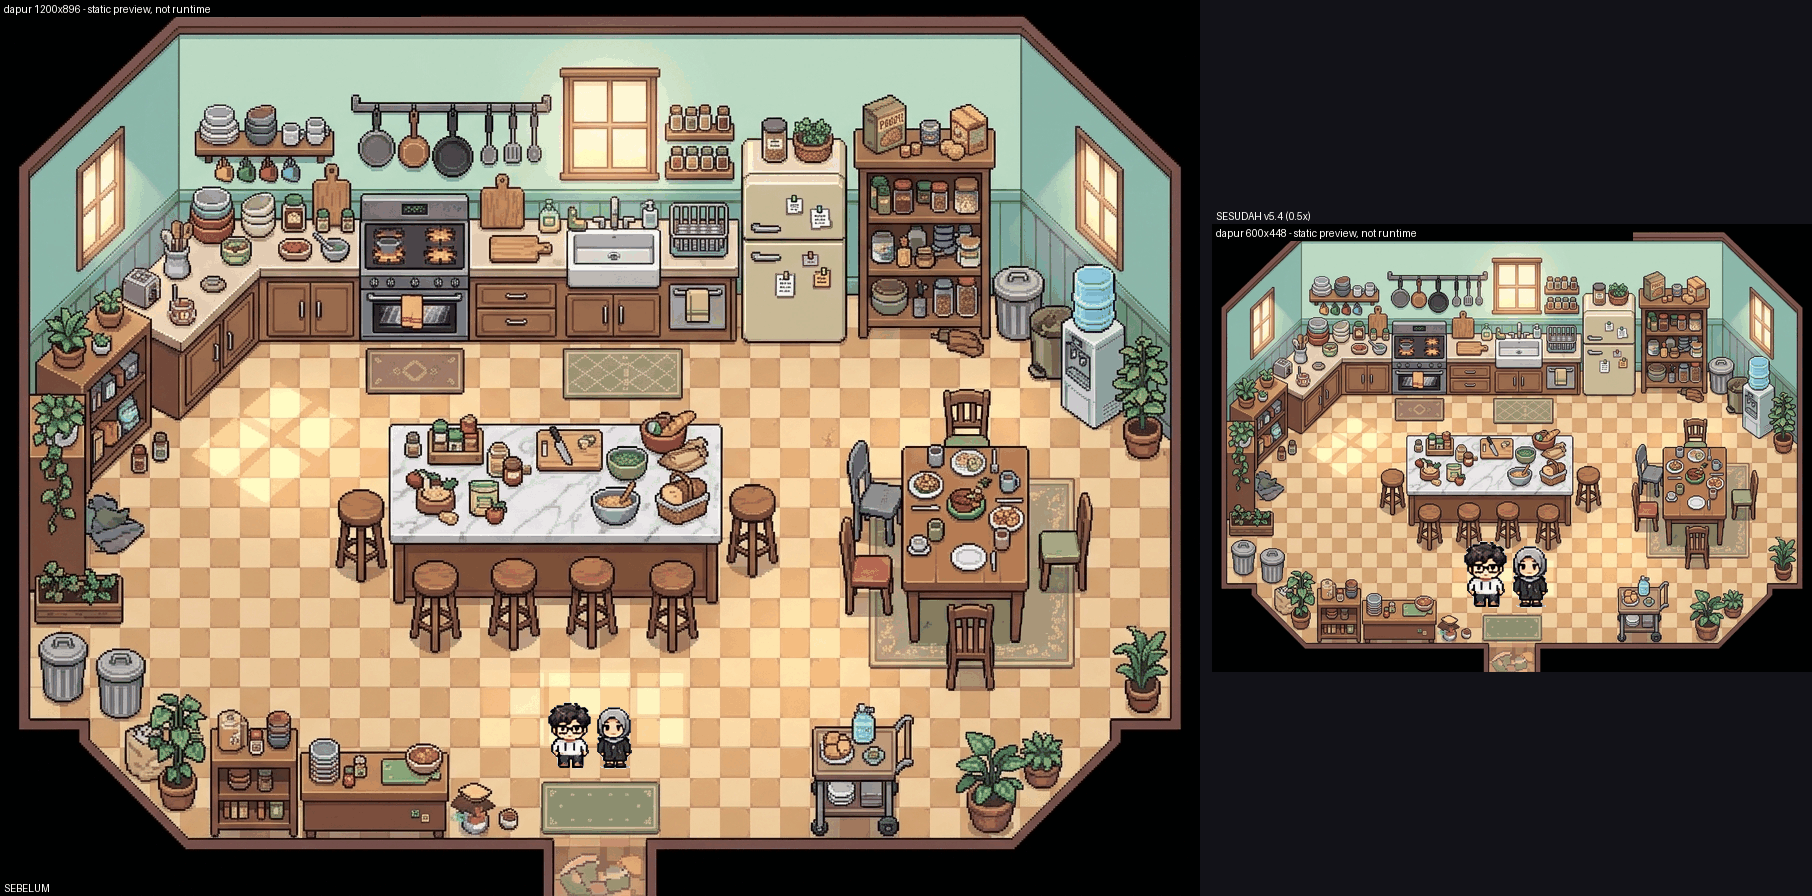 dapur 1200x896 - static preview, not runtime
SESUDAH v5.4 (0.5x)
dapur 600x448 - static preview, not runtime
SEBELUM